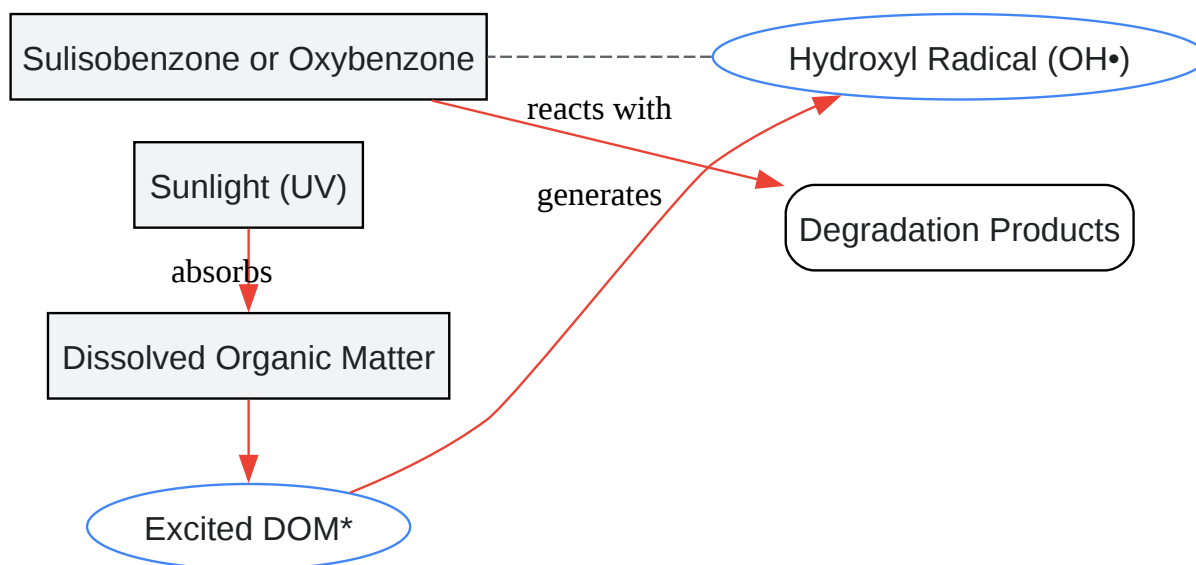 Sulisobenzone or Oxybenzone
Hydroxyl Radical (OH•)
reacts with
Sunlight (UV)
generates
Degradation Products
absorbs
Dissolved Organic Matter
Excited DOM*